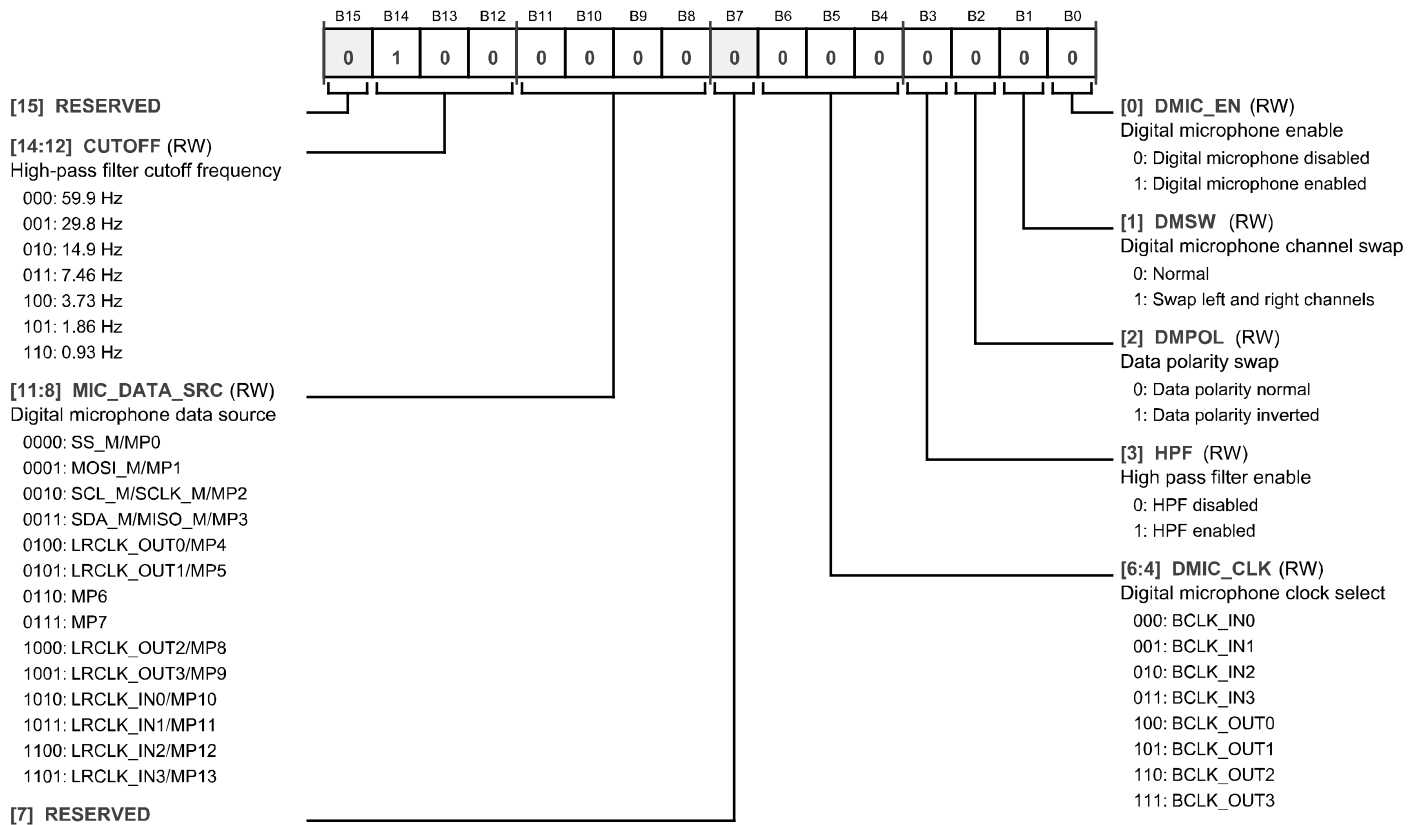 B15 B14 B13 B12 B11 B10 B9 B8 B7 B6 B5 B4 B3 B2 B1 B0
0 1 0 0 0 0 0 0 0 0 0 0 0 0 0 0
[15] RESERVED
[14:12] CUTOFF (RW)
High-pass filter cutoff frequency
000: 59.9 Hz
001: 29.8 Hz
010: 14.9 Hz
011: 7.46 Hz
100: 3.73 Hz
101: 1.86 Hz
110: 0.93 Hz
[11:8] MIC_DATA_SRC (RW)
Digital microphone data source
0000: SS_M/MP0
0001: MOSI_M/MP1
0010: SCL_M/SCLK_M/MP2
0011: SDA_M/MISO_M/MP3
0100: LRCLK_OUT0/MP4
0101: LRCLK_OUT1/MP5
0110: MP6
0111: MP7
1000: LRCLK_OUT2/MP8
1001: LRCLK_OUT3/MP9
1010: LRCLK_IN0/MP10
1011: LRCLK_IN1/MP11
1100: LRCLK_IN2/MP12
1101: LRCLK_IN3/MP13
[7] RESERVED
[0] DMIC_EN (RW)
Digital microphone enable
0: Digital microphone disabled
1: Digital microphone enabled
[1] DMSW (RW)
Digital microphone channel swap
0: Normal
1: Swap left and right channels
[2] DMPOL (RW)
Data polarity swap
0: Data polarity normal
1: Data polarity inverted
[3] HPF (RW)
High pass filter enable
0: HPF disabled
1: HPF enabled
[6:4] DMIC_CLK (RW)
Digital microphone clock select
000: BCLK_IN0
001: BCLK_IN1
010: BCLK_IN2
011: BCLK_IN3
100: BCLK_OUT0
101: BCLK_OUT1
110: BCLK_OUT2
111: BCLK_OUT3